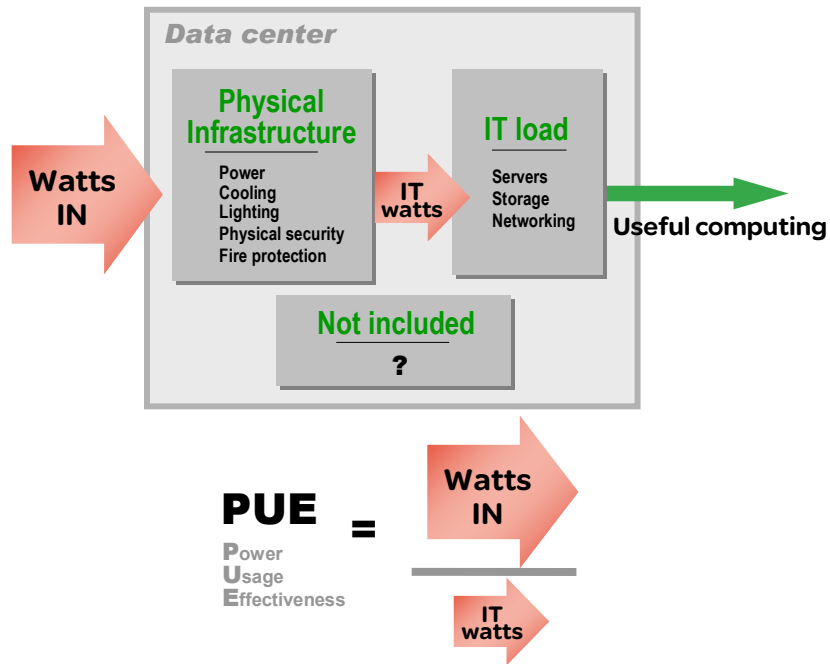 Data center
Physical
Infrastructure
Power
Cooling
Lighting
Physical security
Fire protection
IT load
Servers
Storage
Networking
Watts
IN
IT
watts
Useful computing
Not included
?
PUE
=
Watts
IN
Power
Usage
Effectiveness
IT
watts